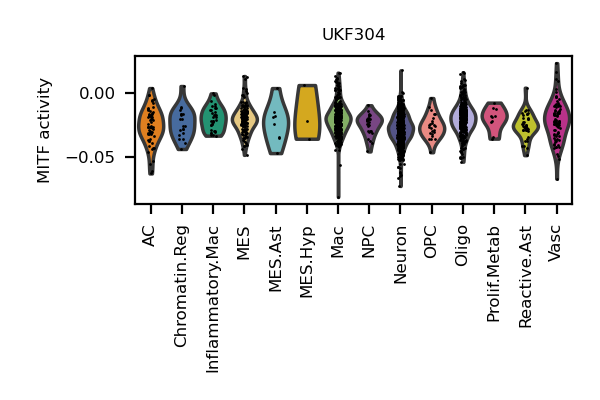 UKF304
MITF activity
0.00
−0.05
AC
Chromatin.Reg
Inflammatory.Mac
MES
MES.Ast
MES.Hyp
Mac
NPC
Neuron
OPC
Oligo
Prolif.Metab
Reactive.Ast
Vasc